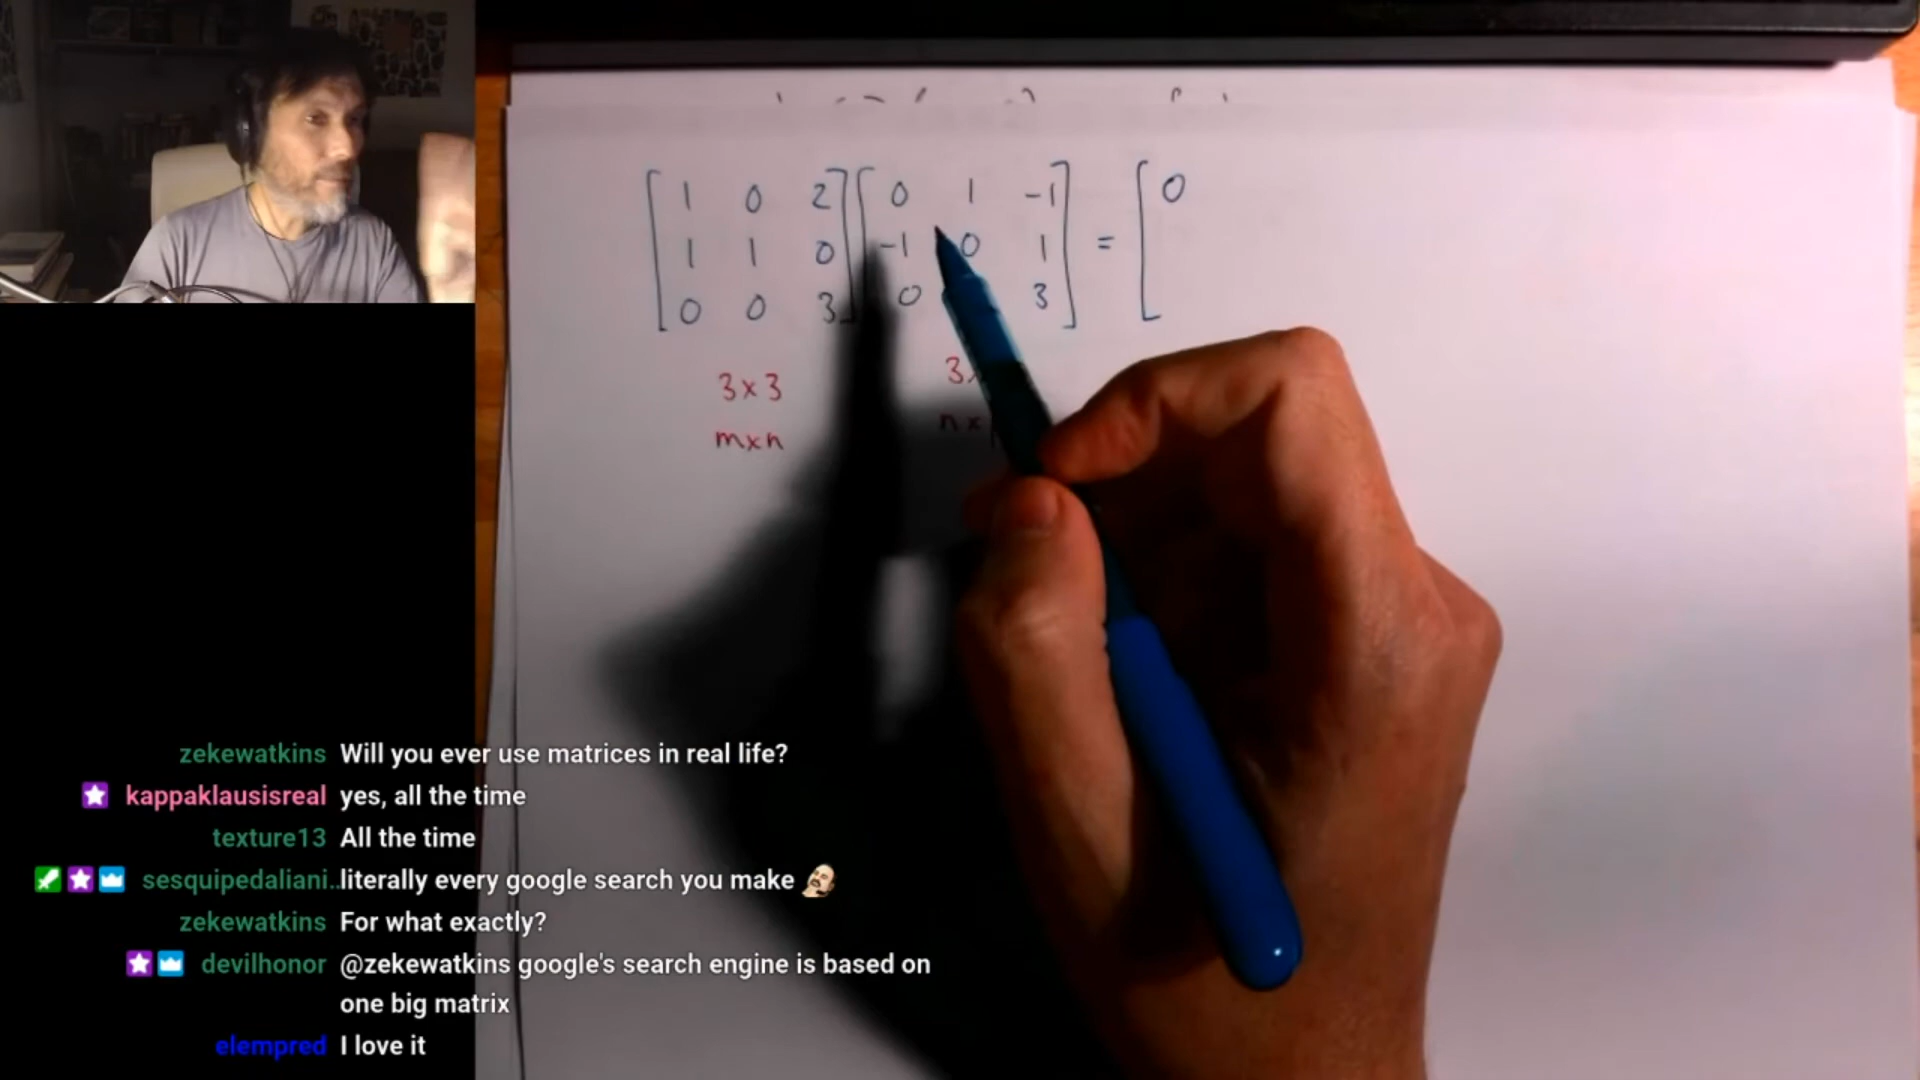 1 0 2 0 1 -1 = 0
1 1 0 -1 0 1
0 0 3 0 3
3x3 3x
mxn nx
zekewatkins Will you ever use matrices in real life?
kappaklausisreal yes, all the time
texture13 All the time
sesquipedaliani.. literally every google search you make
zekewatkins For what exactly?
devilhonor @zekewatkins google's search engine is based on
one big matrix
elempred I love it